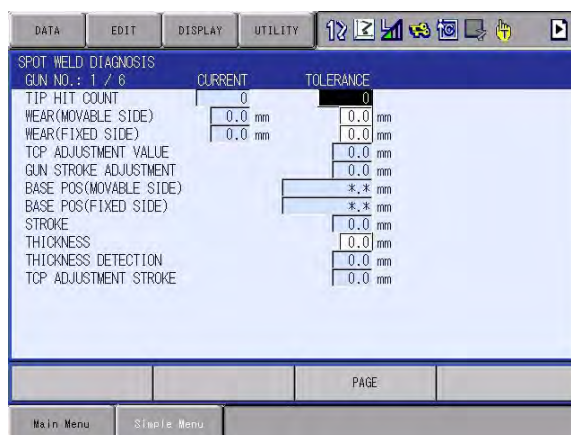 DATA EDIT DISPLAY UTILITY
SPOT WELD DIAGNOSIS
GUN NO.: 1 / 6 CURRENT TOLERANCE
TIP HIT COUNT 0 0
WEAR(MOVABLE SIDE) 0.0 mm 0.0 mm
WEAR(FIXED SIDE) 0.0 mm 0.0 mm
TCP ADJUSTMENT VALUE 0.0 mm
GUN STROKE ADJUSTMENT 0.0 mm
BASE POS(MOVABLE SIDE) *.* mm
BASE POS(FIXED SIDE) *.* mm
STROKE 0.0 mm
THICKNESS 0.0 mm
THICKNESS DETECTION 0.0 mm
TCP ADJUSTMENT STROKE 0.0 mm
PAGE
Main Menu Simple Menu